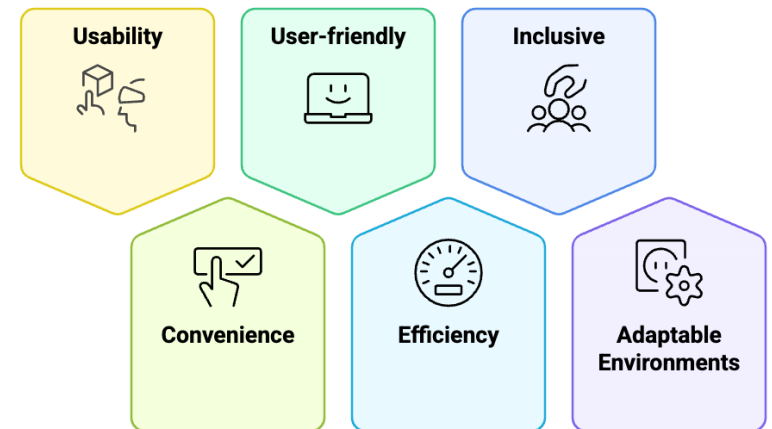 Usability
User-friendly
Inclusive
Convenience
Efficiency
Adaptable
Environments